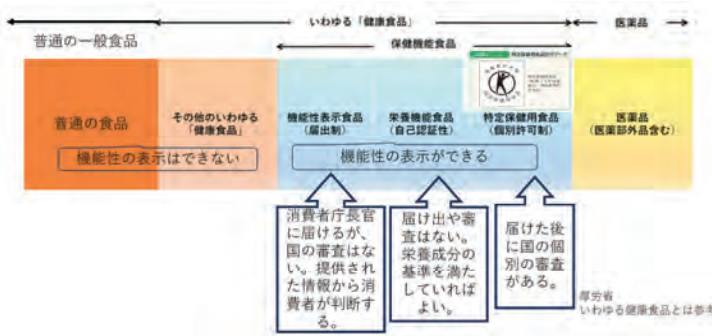 いわゆる「健康食品」
医薬品
普通の一般食品
保健機能食品
普通の食品
その他のいわゆる
「健康食品」
機能性表示食品
(届出制)
栄養機能食品
(自己認証性)
特定保健用食品
(個別許可制)
医薬品
(医薬部外品含む)
機能性の表示はできない
機能性の表示ができる
消費者庁長官
に届けるが、
国の審査はな
い。提供され
た情報から消
費者が判断す
る。
届け出や審
査はない。
栄養成分の
基準を満た
していれば
よい。
届けた後
に国の個
別の審査
がある。
厚労省
いわゆる健康食品とは参考